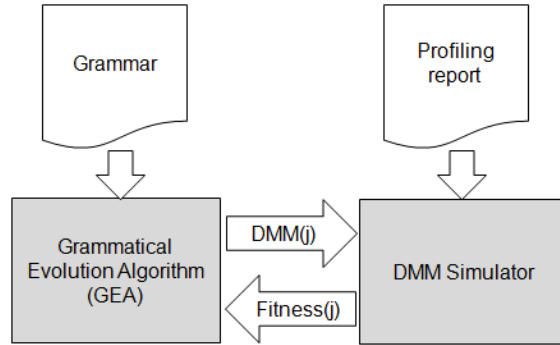 Grammar
Profiling
report
Grammatical
Evolution Algorithm
(GEA)
DMM(j)
Fitness(j)
DMM Simulator